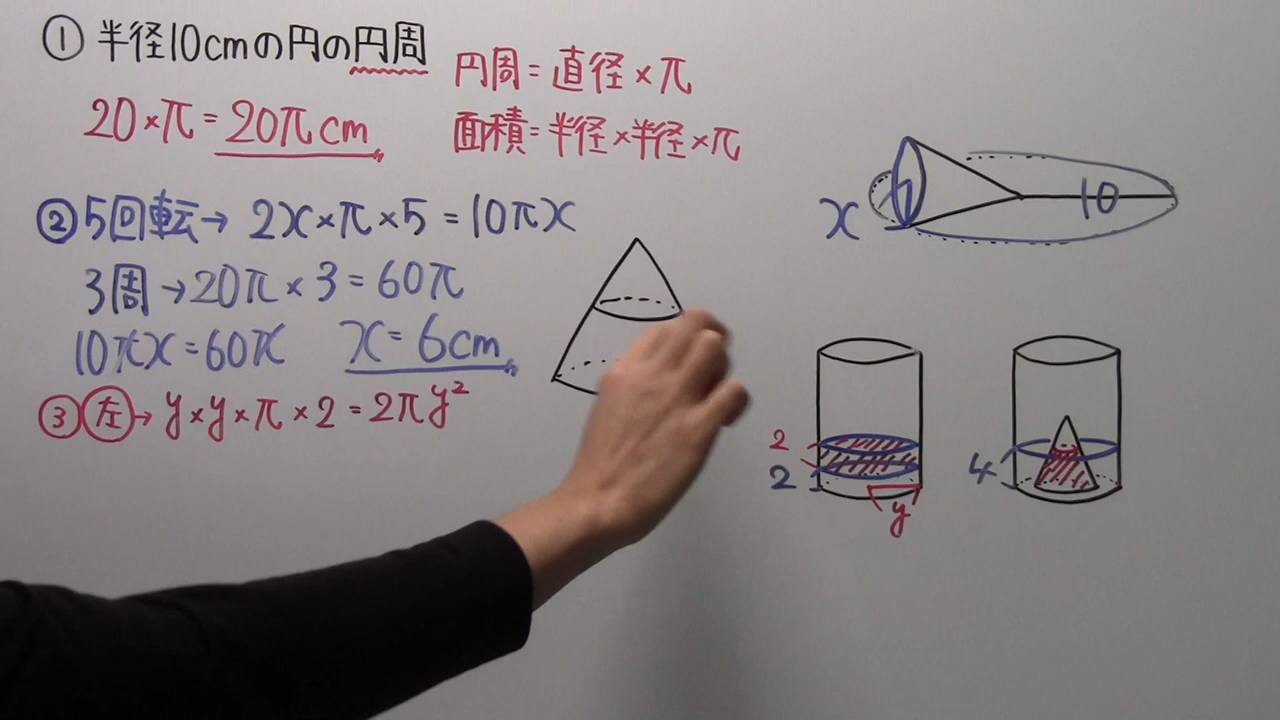 ① 半径10cmの円の円周
円周=直径×π
20×π=20πcm
面積=半径×半径×π
②5回転→ 2x×π×5=10πx
3周→20π×3=60π
10πx=60π x=6cm
③左→ y×y×π×2=2πy²
x
10
2
2
y
4